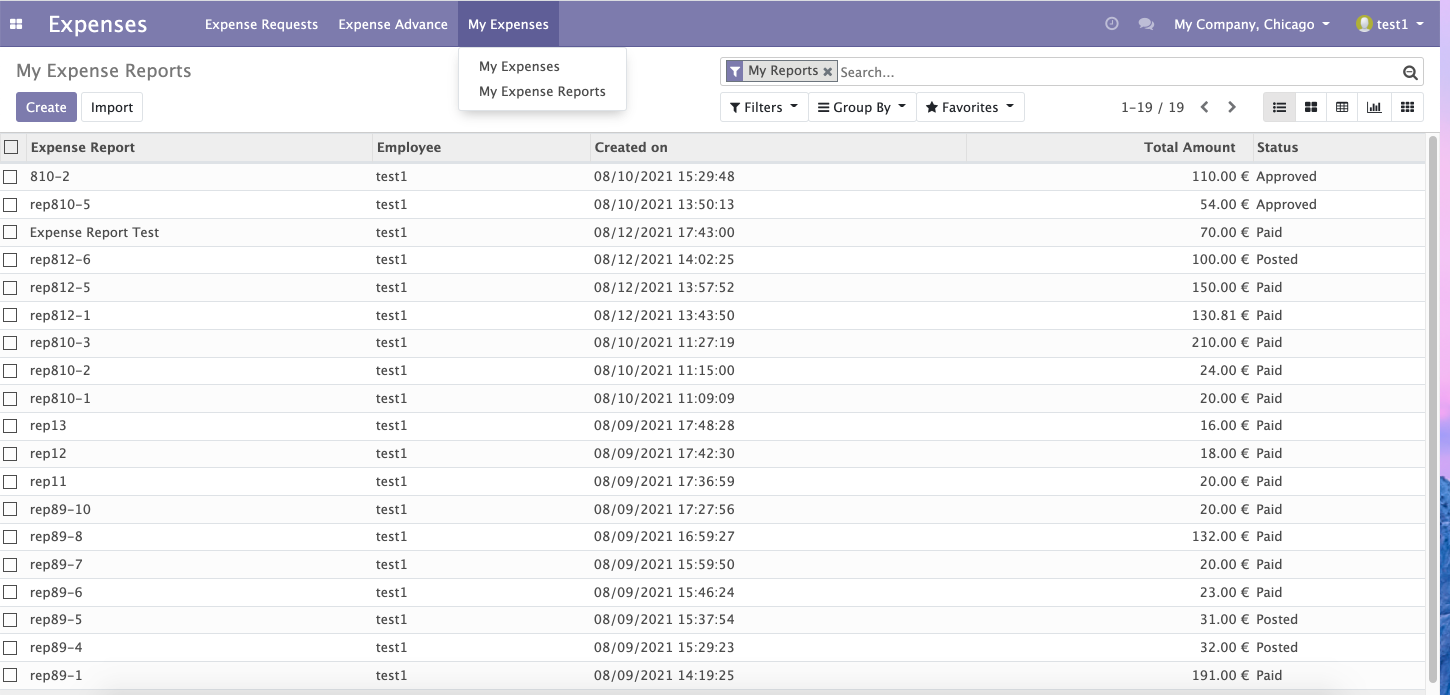 Expenses Expense Requests Expense Advance My Expenses My Company, Chicago test1
My Expenses
My Expense Reports
My Expense Reports
My Reports Search...
Create Import
Filters Group By Favorites 1-19 / 19
Expense Report Employee Created on Total Amount Status
810-2 test1 08/10/2021 15:29:48 110.00 € Approved
rep810-5 test1 08/10/2021 13:50:13 54.00 € Approved
Expense Report Test test1 08/12/2021 17:43:00 70.00 € Paid
rep812-6 test1 08/12/2021 14:02:25 100.00 € Posted
rep812-5 test1 08/12/2021 13:57:52 150.00 € Paid
rep812-1 test1 08/12/2021 13:43:50 130.81 € Paid
rep810-3 test1 08/10/2021 11:27:19 210.00 € Paid
rep810-2 test1 08/10/2021 11:15:00 24.00 € Paid
rep810-1 test1 08/10/2021 11:09:09 20.00 € Paid
rep13 test1 08/09/2021 17:48:28 16.00 € Paid
rep12 test1 08/09/2021 17:42:30 18.00 € Paid
rep11 test1 08/09/2021 17:36:59 20.00 € Paid
rep89-10 test1 08/09/2021 17:27:56 20.00 € Paid
rep89-8 test1 08/09/2021 16:59:27 132.00 € Paid
rep89-7 test1 08/09/2021 15:59:50 20.00 € Paid
rep89-6 test1 08/09/2021 15:46:24 23.00 € Paid
rep89-5 test1 08/09/2021 15:37:54 31.00 € Posted
rep89-4 test1 08/09/2021 15:29:23 32.00 € Posted
rep89-1 test1 08/09/2021 14:19:25 191.00 € Paid